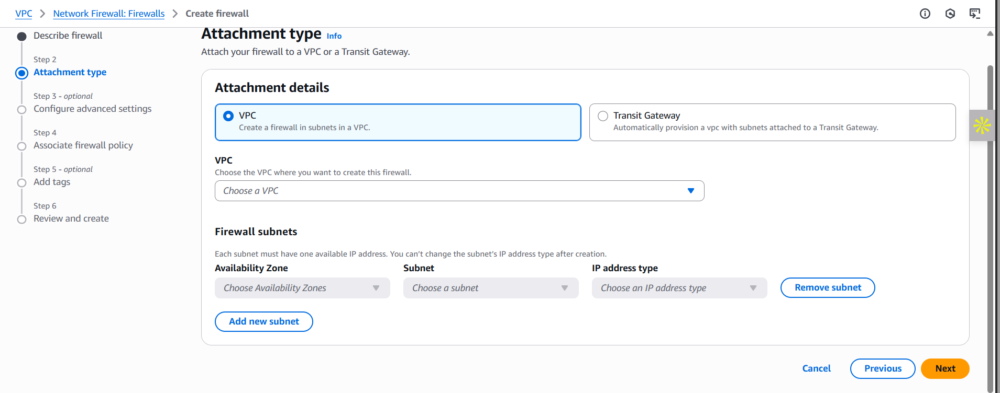 VPC > Network Firewall: Firewalls > Create firewall
Describe firewall
Step 2
Attachment type
Step 3 - optional
Configure advanced settings
Step 4
Associate firewall policy
Step 5 - optional
Add tags
Step 6
Review and create
Attachment type Info
Attach your firewall to a VPC or a Transit Gateway.
Attachment details
VPC
Create a firewall in subnets in a VPC.
Transit Gateway
Automatically provision a vpc with subnets attached to a Transit Gateway.
VPC
Choose the VPC where you want to create this firewall.
Choose a VPC
Firewall subnets
Each subnet must have one available IP address. You can’t change the subnet’s IP address type after creation.
Availability Zone Subnet IP address type
Choose Availability Zones Choose a subnet Choose an IP address type Remove subnet
Add new subnet
Cancel Previous Next